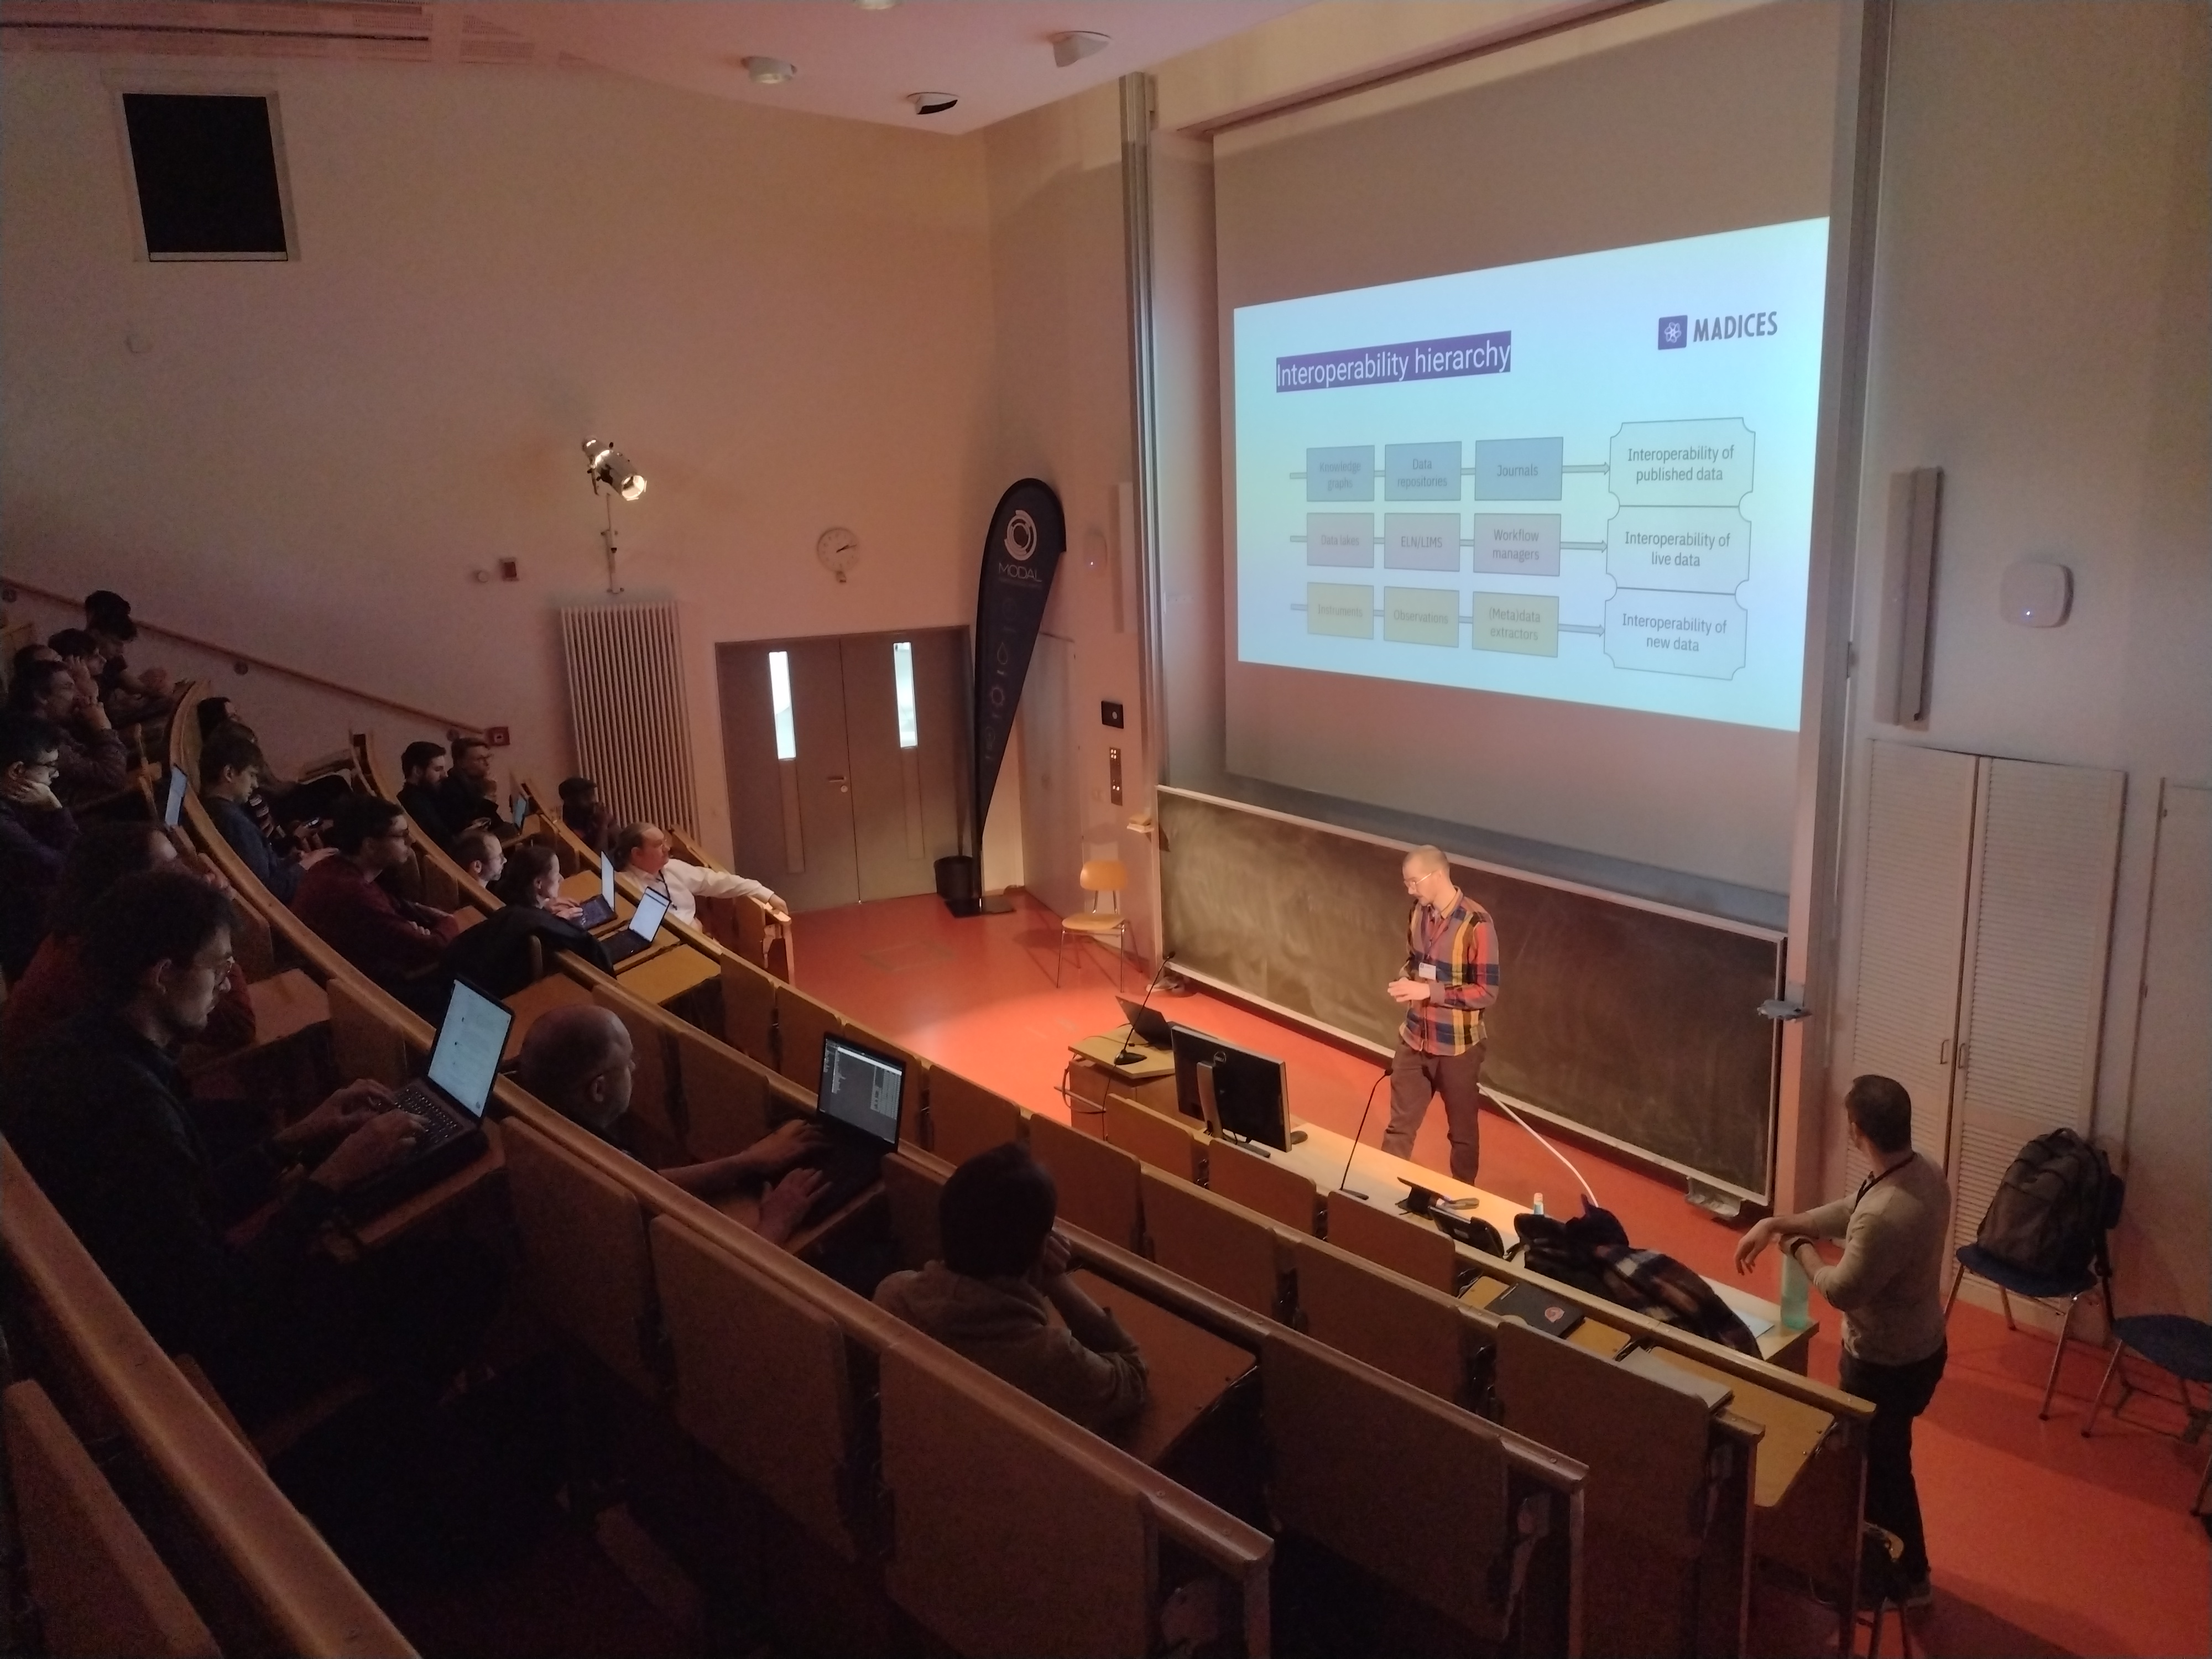 MADICES
Interoperability hierarchy
Knowledge
graphs
Data
repositories
Journals
Interoperability of
published data
Data lakes
ELN/LIMS
Workflow
managers
Interoperability of
live data
Instruments
Observations
(Meta)data
extractors
Interoperability of
new data
MODAL